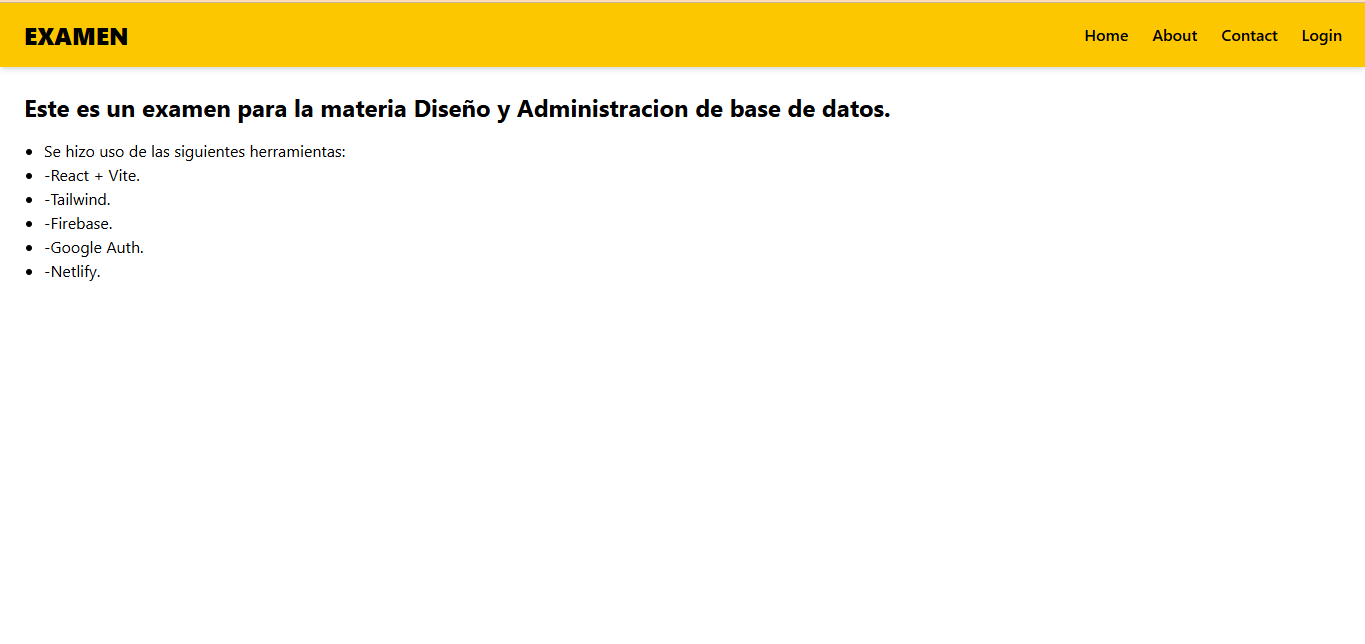 EXAMEN
Home About Contact Login
Este es un examen para la materia Diseño y Administracion de base de datos.
Se hizo uso de las siguientes herramientas:
-React + Vite.
-Tailwind.
-Firebase.
-Google Auth.
-Netlify.